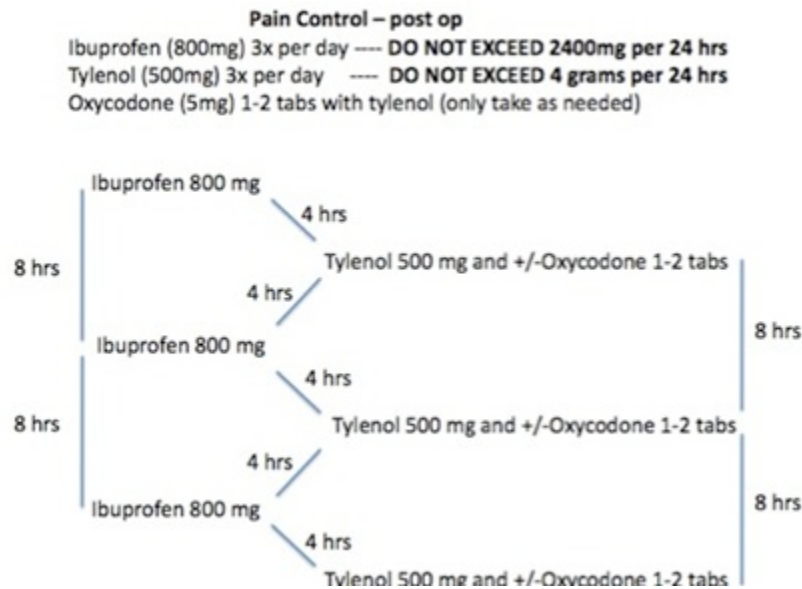 Pain Control – post op
Ibuprofen (800mg) 3x per day ---- DO NOT EXCEED 2400mg per 24 hrs
Tylenol (500mg) 3x per day ---- DO NOT EXCEED 4 grams per 24 hrs
Oxycodone (5mg) 1-2 tabs with tylenol (only take as needed)
Ibuprofen 800 mg
4 hrs
Tylenol 500 mg and +/-Oxycodone 1-2 tabs
8 hrs
4 hrs
8 hrs
Ibuprofen 800 mg
4 hrs
8 hrs
Tylenol 500 mg and +/-Oxycodone 1-2 tabs
4 hrs
8 hrs
Ibuprofen 800 mg
4 hrs
Tylenol 500 mg and +/-Oxycodone 1-2 tabs